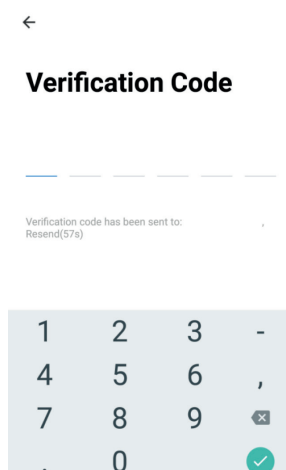 Verification Code
Verification code has been sent to: ,
Resend(57s)
1 2 3 -
4 5 6 ,
7 8 9
. 0